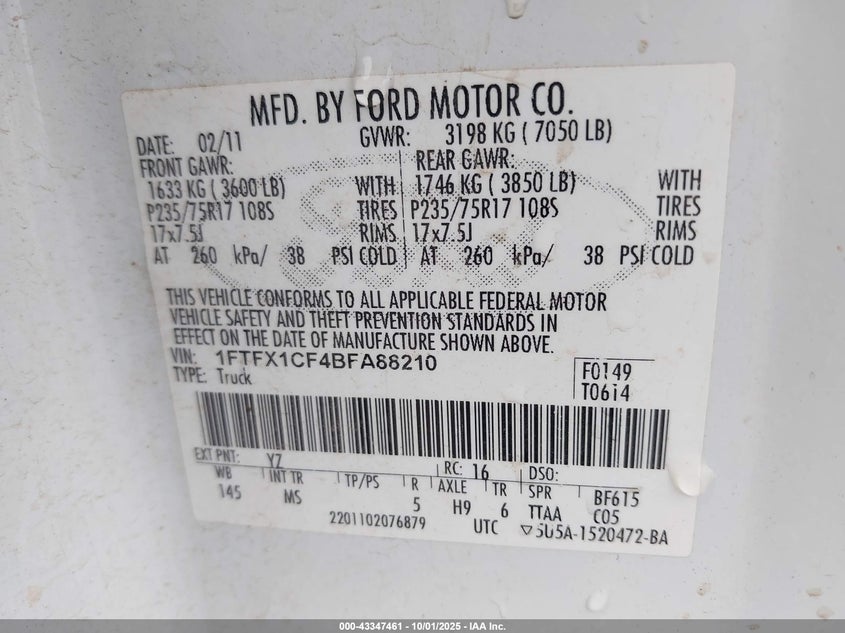 MFD. BY FORD MOTOR CO.
DATE: 02/11 GVWR: 3198 KG ( 7050 LB)
FRONT GAWR: REAR GAWR:
1633 KG ( 3600 LB) WITH 1746 KG ( 3850 LB) WITH
P235/75R17 108S TIRES P235/75R17 108S TIRES
17x7.5J RIMS 17x7.5J RIMS
AT 260 kPa/ 38 PSI COLD AT 260 kPa/ 38 PSI COLD
THIS VEHICLE CONFORMS TO ALL APPLICABLE FEDERAL MOTOR
VEHICLE SAFETY AND THEFT PREVENTION STANDARDS IN
EFFECT ON THE DATE OF MANUFACTURE SHOWN ABOVE.
VIN: 1FTFX1CF4BFA88210 F0149
TYPE: Truck T0614
EXT PNT: YZ RC: 16 DSO:
WB INT TR TP/PS R AXLE TR SPR BF615
145 MS 5 H9 6 TTAA C05
2201102076879 UTC ▽5U5A-1520472-BA
000-43347461 - 10/01/2025 - IAA Inc.